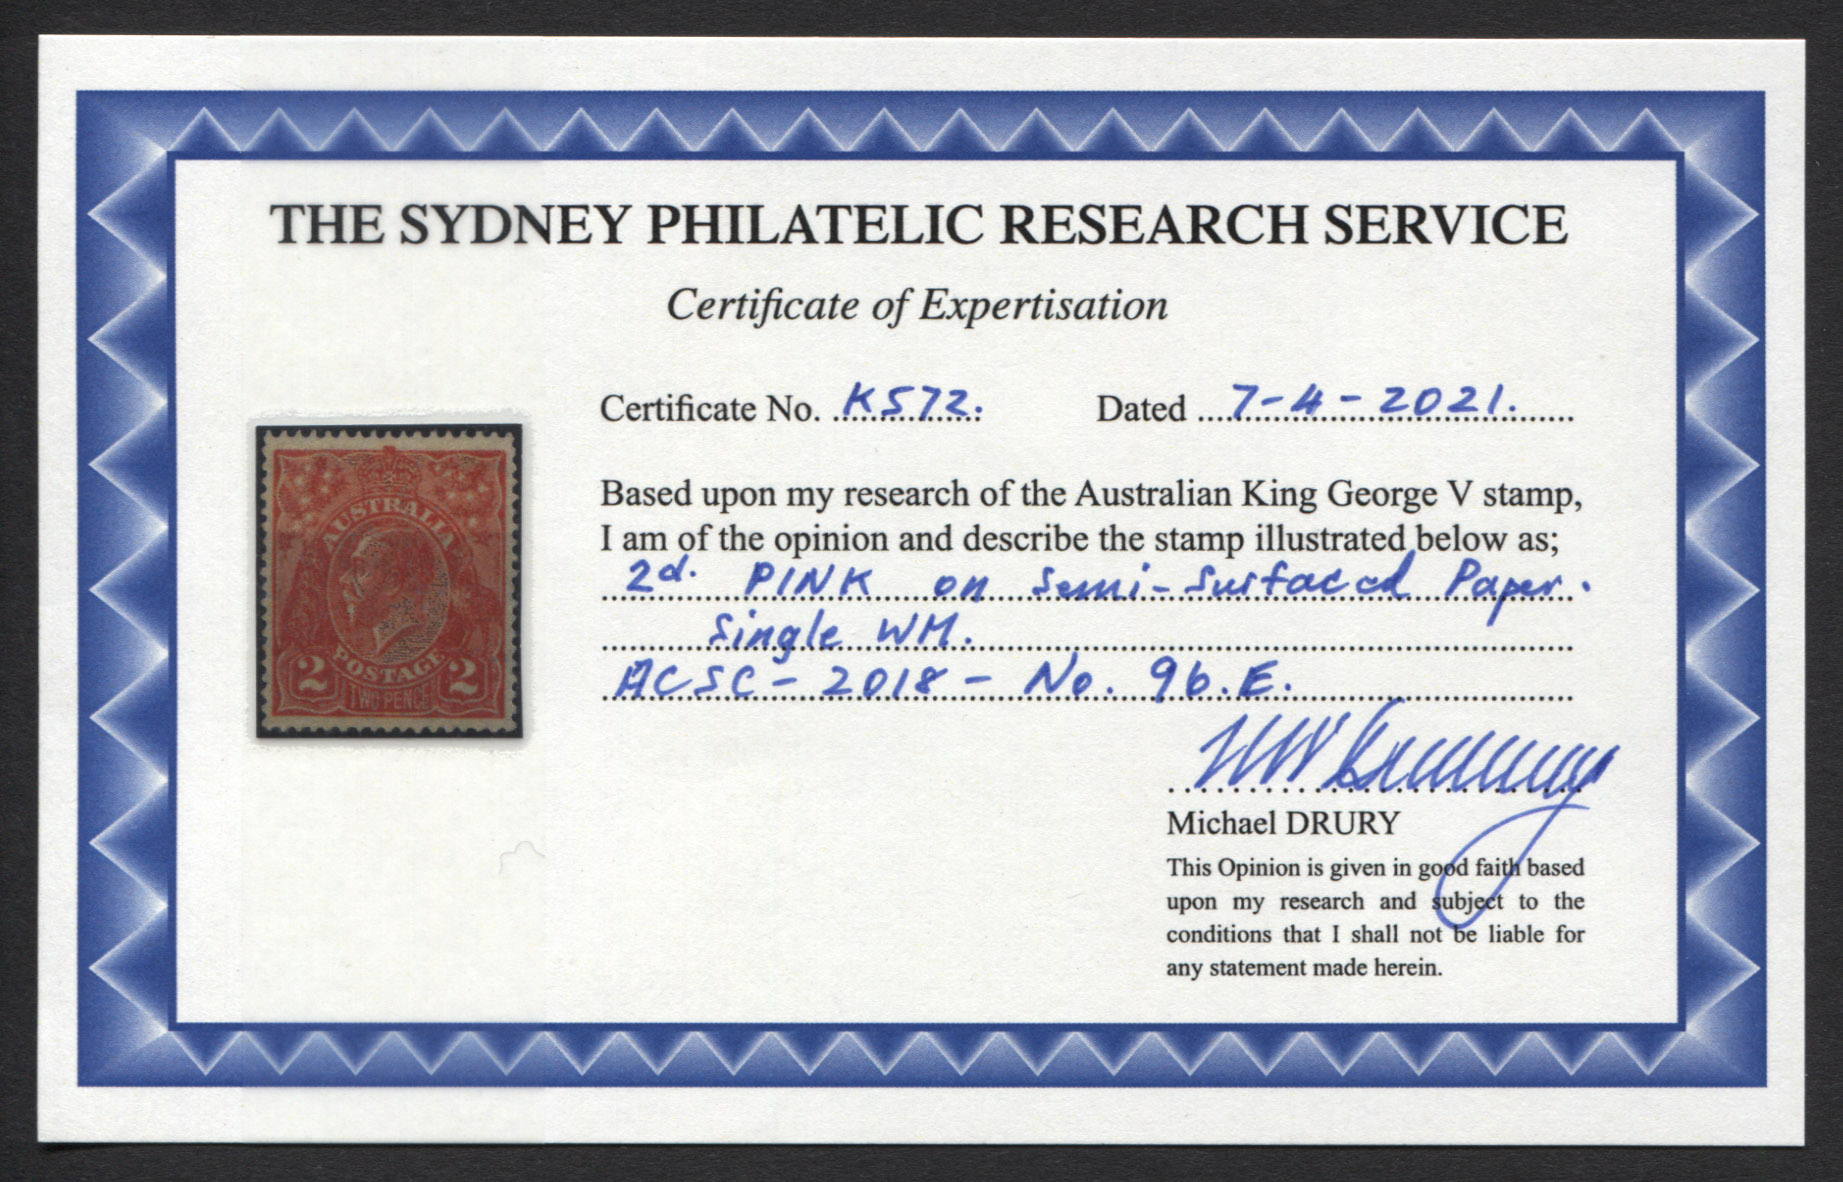 THE SYDNEY PHILATELIC RESEARCH SERVICE
Certificate of Expertisation
Certificate No. K572. Dated 7-4-2021.
Based upon my research of the Australian King George V stamp,
I am of the opinion and describe the stamp illustrated below as;
2d. PINK on Semi-Surfaced Paper.
Single WM.
ACSC-2018-No. 96.E.
AUSTRALIA
POSTAGE
2 TWO PENCE 2
Michael DRURY
This Opinion is given in good faith based
upon my research and subject to the
conditions that I shall not be liable for
any statement made herein.